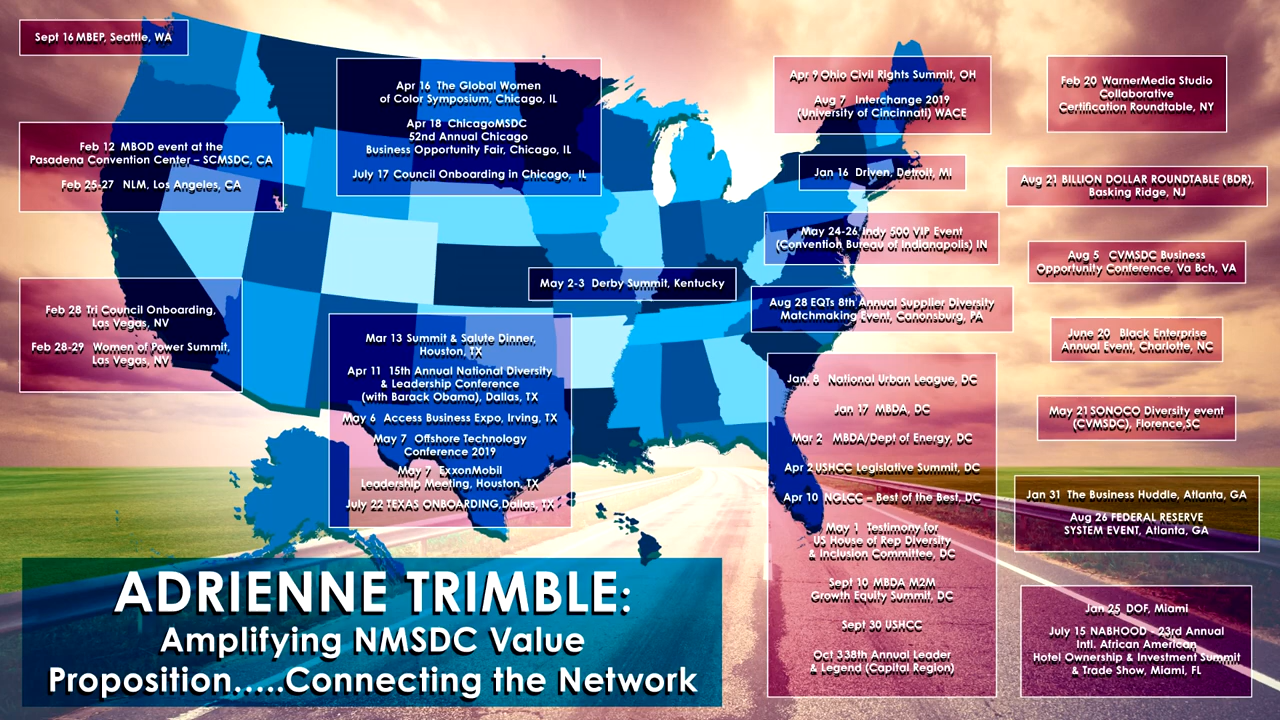 Sept 16 MBEP, Seattle, WA
Feb 12 MBOD event at the
Pasadena Convention Center – SCMSDC, CA
Feb 25-27 NLM, Los Angeles, CA
Feb 28 Tri Council Onboarding,
Las Vegas, NV
Feb 28-29 Women of Power Summit,
Las Vegas, NV
Apr 16 The Global Women
of Color Symposium, Chicago, IL
Apr 18 ChicagoMSDC
52nd Annual Chicago
Business Opportunity Fair, Chicago, IL
July 17 Council Onboarding in Chicago, IL
May 2-3 Derby Summit, Kentucky
Mar 13 Summit & Salute Dinner,
Houston, TX
Apr 11 15th Annual National Diversity
& Leadership Conference
(with Barack Obama), Dallas, TX
May 6 Access Business Expo, Irving, TX
May 7 Offshore Technology
Conference 2019
May 7 ExxonMobil
Leadership Meeting, Houston, TX
July 22 TEXAS ONBOARDING,Dallas, TX
Apr 9 Ohio Civil Rights Summit, OH
Aug 7 Interchange 2019
(University of Cincinnati) WACE
Jan 16 Driven, Detroit, MI
May 24-26 Indy 500 VIP Event
(Convention Bureau of Indianapolis) IN
Aug 28 EQTs 8th Annual Supplier Diversity
Matchmaking Event, Canonsburg, PA
Jan. 8 National Urban League, DC
Jan 17 MBDA, DC
Mar 2 MBDA/Dept of Energy, DC
Apr 2 USHCC Legislative Summit, DC
Apr 10 NGLCC – Best of the Best, DC
May 1 Testimony for
US House of Rep Diversity
& Inclusion Committee, DC
Sept 10 MBDA M2M
Growth Equity Summit, DC
Sept 30 USHCC
Oct 3 38th Annual Leader
& Legend (Capital Region)
Feb 20 WarnerMedia Studio
Collaborative
Certification Roundtable, NY
Aug 21 BILLION DOLLAR ROUNDTABLE (BDR),
Basking Ridge, NJ
Aug 5 CVMSDC Business
Opportunity Conference, Va Bch, VA
June 20 Black Enterprise
Annual Event, Charlotte, NC
May 21 SONOCO Diversity event
(CVMSDC), Florence,SC
Jan 31 The Business Huddle, Atlanta, GA
Aug 26 FEDERAL RESERVE
SYSTEM EVENT, Atlanta, GA
Jan 25 DOF, Miami
July 15 NABHOOD - 23rd Annual
Intl. African American
Hotel Ownership & Investment Summit
& Trade Show, Miami, FL
ADRIENNE TRIMBLE:
Amplifying NMSDC Value
Proposition…..Connecting the Network